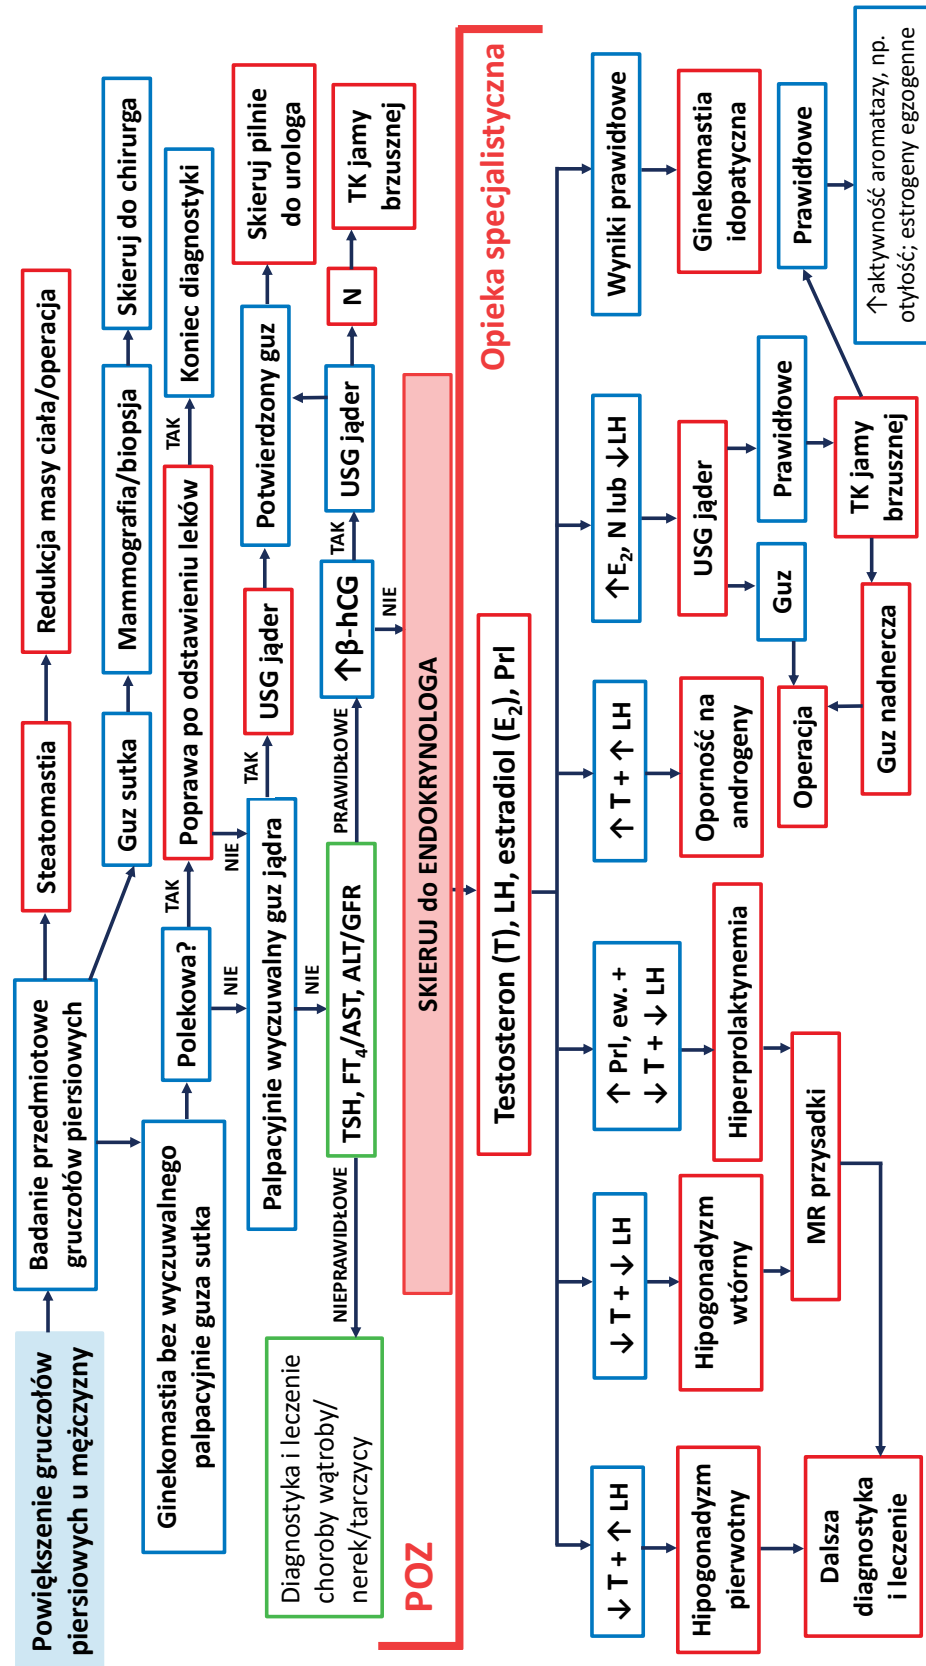 Powiększenie gruczołów
piersiowych u mężczyzny
Badanie przedmiotowe
gruczołów piersiowych
Steatomastia
Redukcja masy ciała/operacja
Guz sutka
Mammografia/biopsja
Skieruj do chirurga
Ginekomastia bez wyczuwalnego
palpacyjnie guza sutka
Polekowa?
TAK
Poprawa po odstawieniu leków
TAK
Koniec diagnostyki
NIE
NIE
Palpacyjnie wyczuwalny guz jądra
TAK
USG jąder
Potwierdzony guz
Skieruj pilnie
do urologa
NIE
TSH, FT₄/AST, ALT/GFR
NIEPRAWIDŁOWE
Diagnostyka i leczenie
choroby wątroby/
nerek/tarczycy
PRAWIDŁOWE
↑β-hCG
TAK
USG jąder
N
TK jamy
brzusznej
NIE
SKIERUJ do ENDOKRYNOLOGA
POZ
Opieka specjalistyczna
Testosteron (T), LH, estradiol (E₂), Prl
↓ T + ↑ LH
Hipogonadyzm
pierwotny
Dalsza
diagnostyka
i leczenie
↓ T + ↓ LH
Hipogonadyzm
wtórny
↑ Prl, ew. +
↓ T + ↓ LH
Hiperprolaktynemia
MR przysadki
↑ T + ↑ LH
Oporność na
androgeny
↑E₂, N lub ↓LH
USG jąder
Guz
Prawidłowe
Operacja
TK jamy
brzusznej
Guz nadnercza
Prawidłowe
↑aktywność aromatazy, np.
otyłość; estrogeny egzogenne
Wyniki prawidłowe
Ginekomastia
idopatyczna